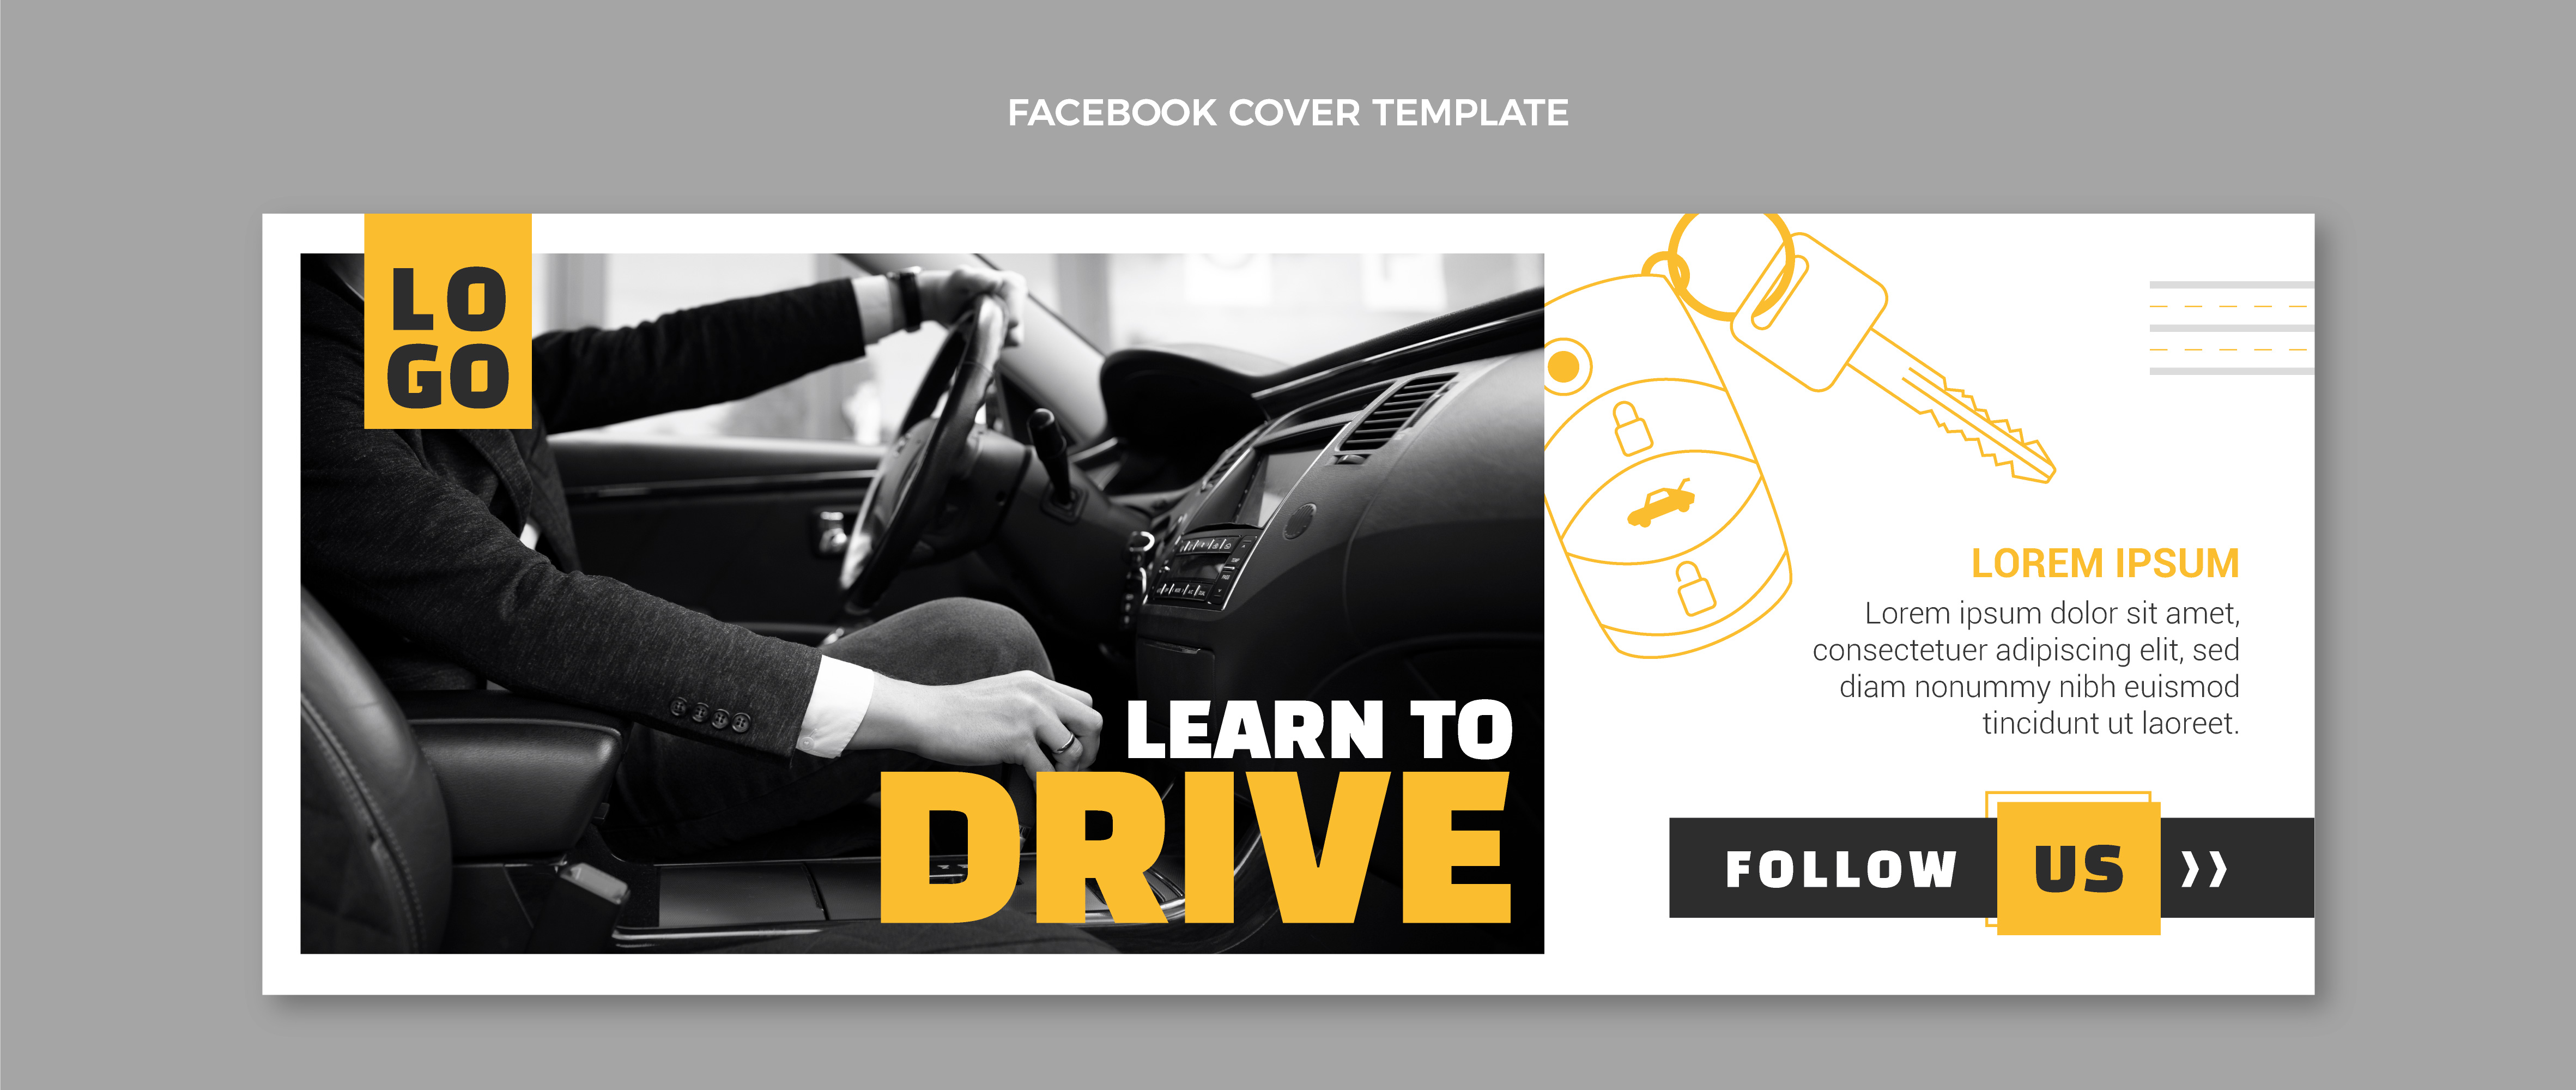 FACEBOOK COVER TEMPLATE
LO
GO
LEARN TO
DRIVE
LOREM IPSUM
Lorem ipsum dolor sit amet,
consectetuer adipiscing elit, sed
diam nonummy nibh euismod
tincidunt ut laoreet.
FOLLOW US